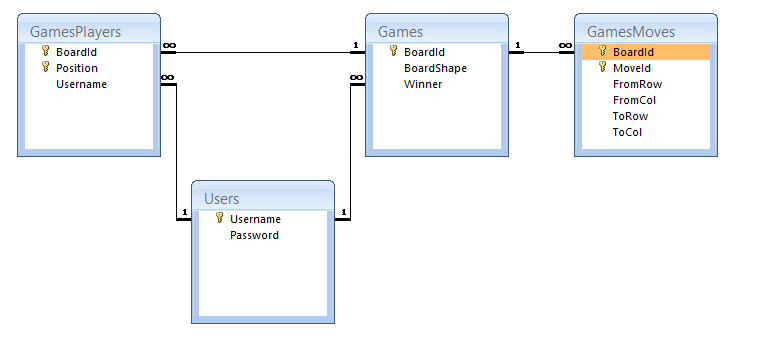 GamesPlayers
BoardId
Position
Username
∞
1
∞
Games
BoardId
BoardShape
Winner
1
∞
∞
GamesMoves
BoardId
MoveId
FromRow
FromCol
ToRow
ToCol
Users
Username
Password
1
1